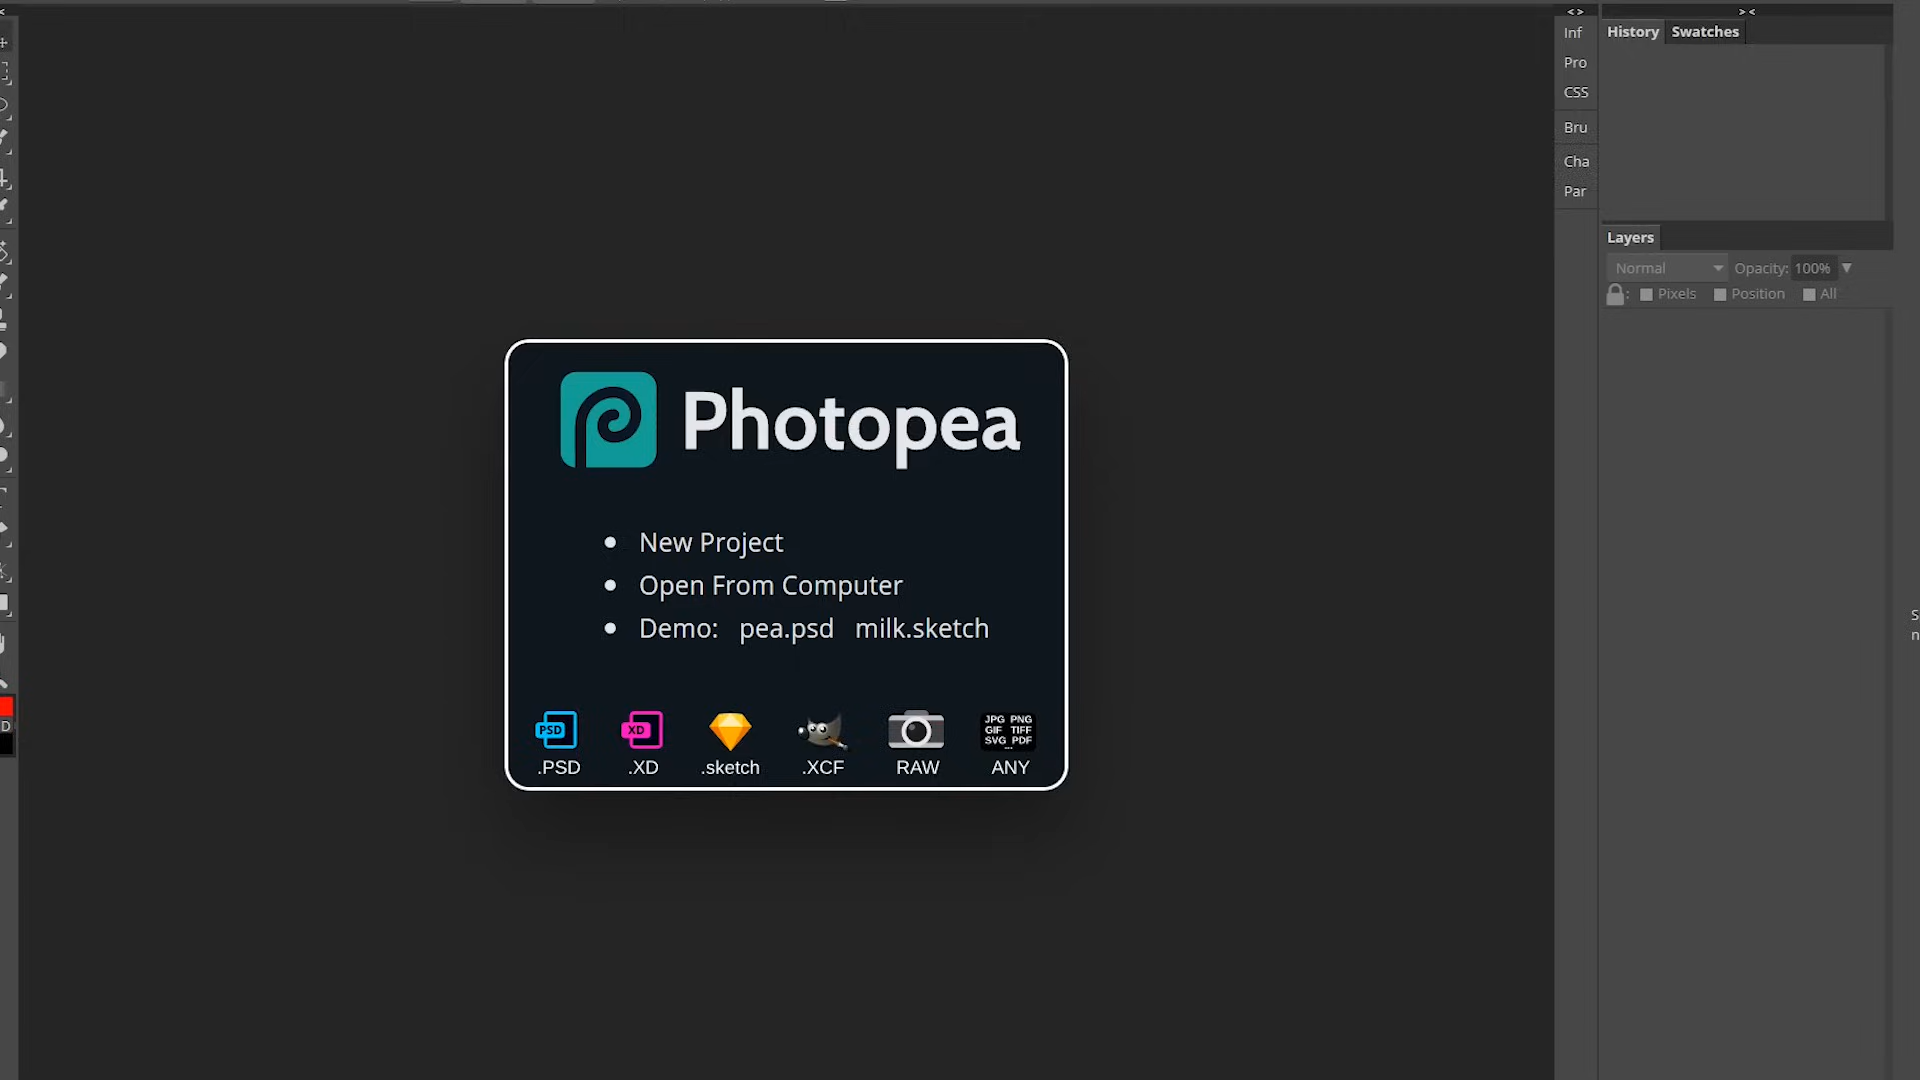 > <
< >
History Swatches
Inf
Pro
CSS
Bru
Cha
Par
Layers
Normal Opacity: 100%
: Pixels Position All
Photopea
New Project
Open From Computer
Demo: pea.psd milk.sketch
PSD
XD
JPG PNG
GIF TIFF
SVG PDF
...
.PSD .XD .sketch .XCF RAW ANY
D